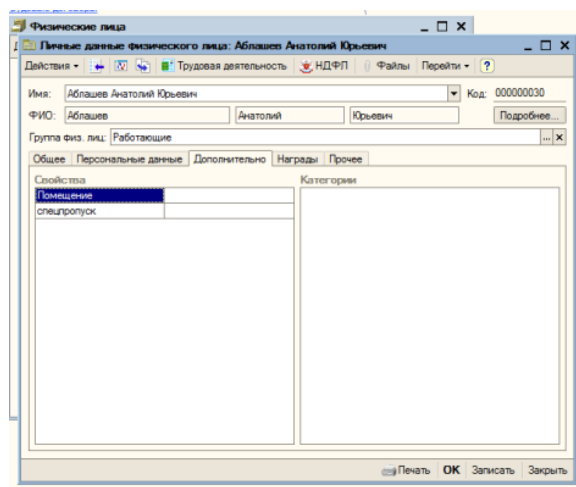 Физические лица
Личные данные физического лица: Аблашев Анатолий Юрьевич
Действия Трудовая деятельность НДФЛ Файлы Перейти ?
Имя: Аблашев Анатолий Юрьевич Код: 000000030
ФИО: Аблашев Анатолий Юрьевич Подробнее...
Группа физ. лиц: Работающие ... x
Общее Персональные данные Дополнительно Награды Прочее
Свойства Категории
Помещение
спецпропуск
Печать OK Записать Закрыть